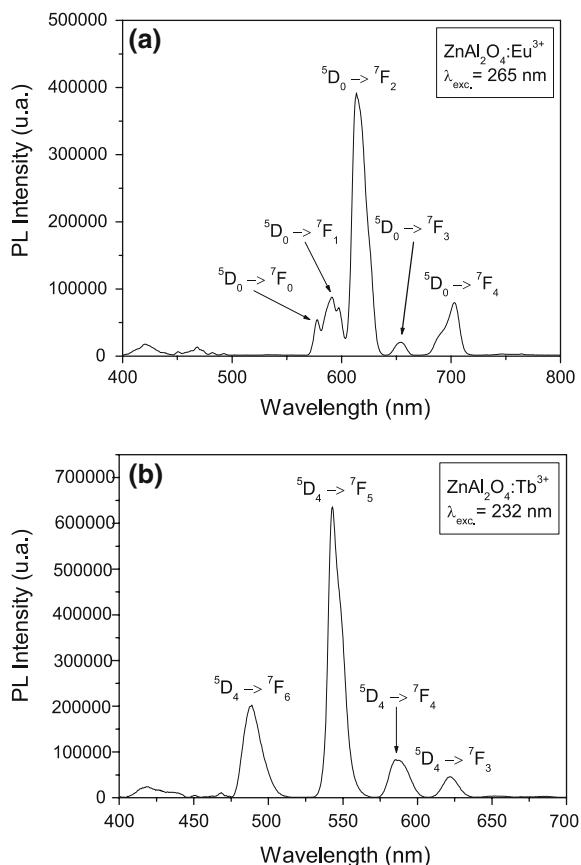 (a)
ZnAl₂O₄:Eu³⁺
λexc. = 265 nm
⁵D₀ –> ⁷F₂
⁵D₀ –> ⁷F₁
⁵D₀ –> ⁷F₃
⁵D₀ –> ⁷F₀
⁵D₀ –> ⁷F₄
PL Intensity (u.a.)
500000
400000
300000
200000
100000
0
400 500 600 700 800
Wavelength (nm)
(b)
ZnAl₂O₄:Tb³⁺
λexc. = 232 nm
⁵D₄ –> ⁷F₅
⁵D₄ –> ⁷F₆
⁵D₄ –> ⁷F₄
⁵D₄ –> ⁷F₃
PL Intensity (u.a.)
700000
600000
500000
400000
300000
200000
100000
0
400 450 500 550 600 650 700
Wavelength (nm)